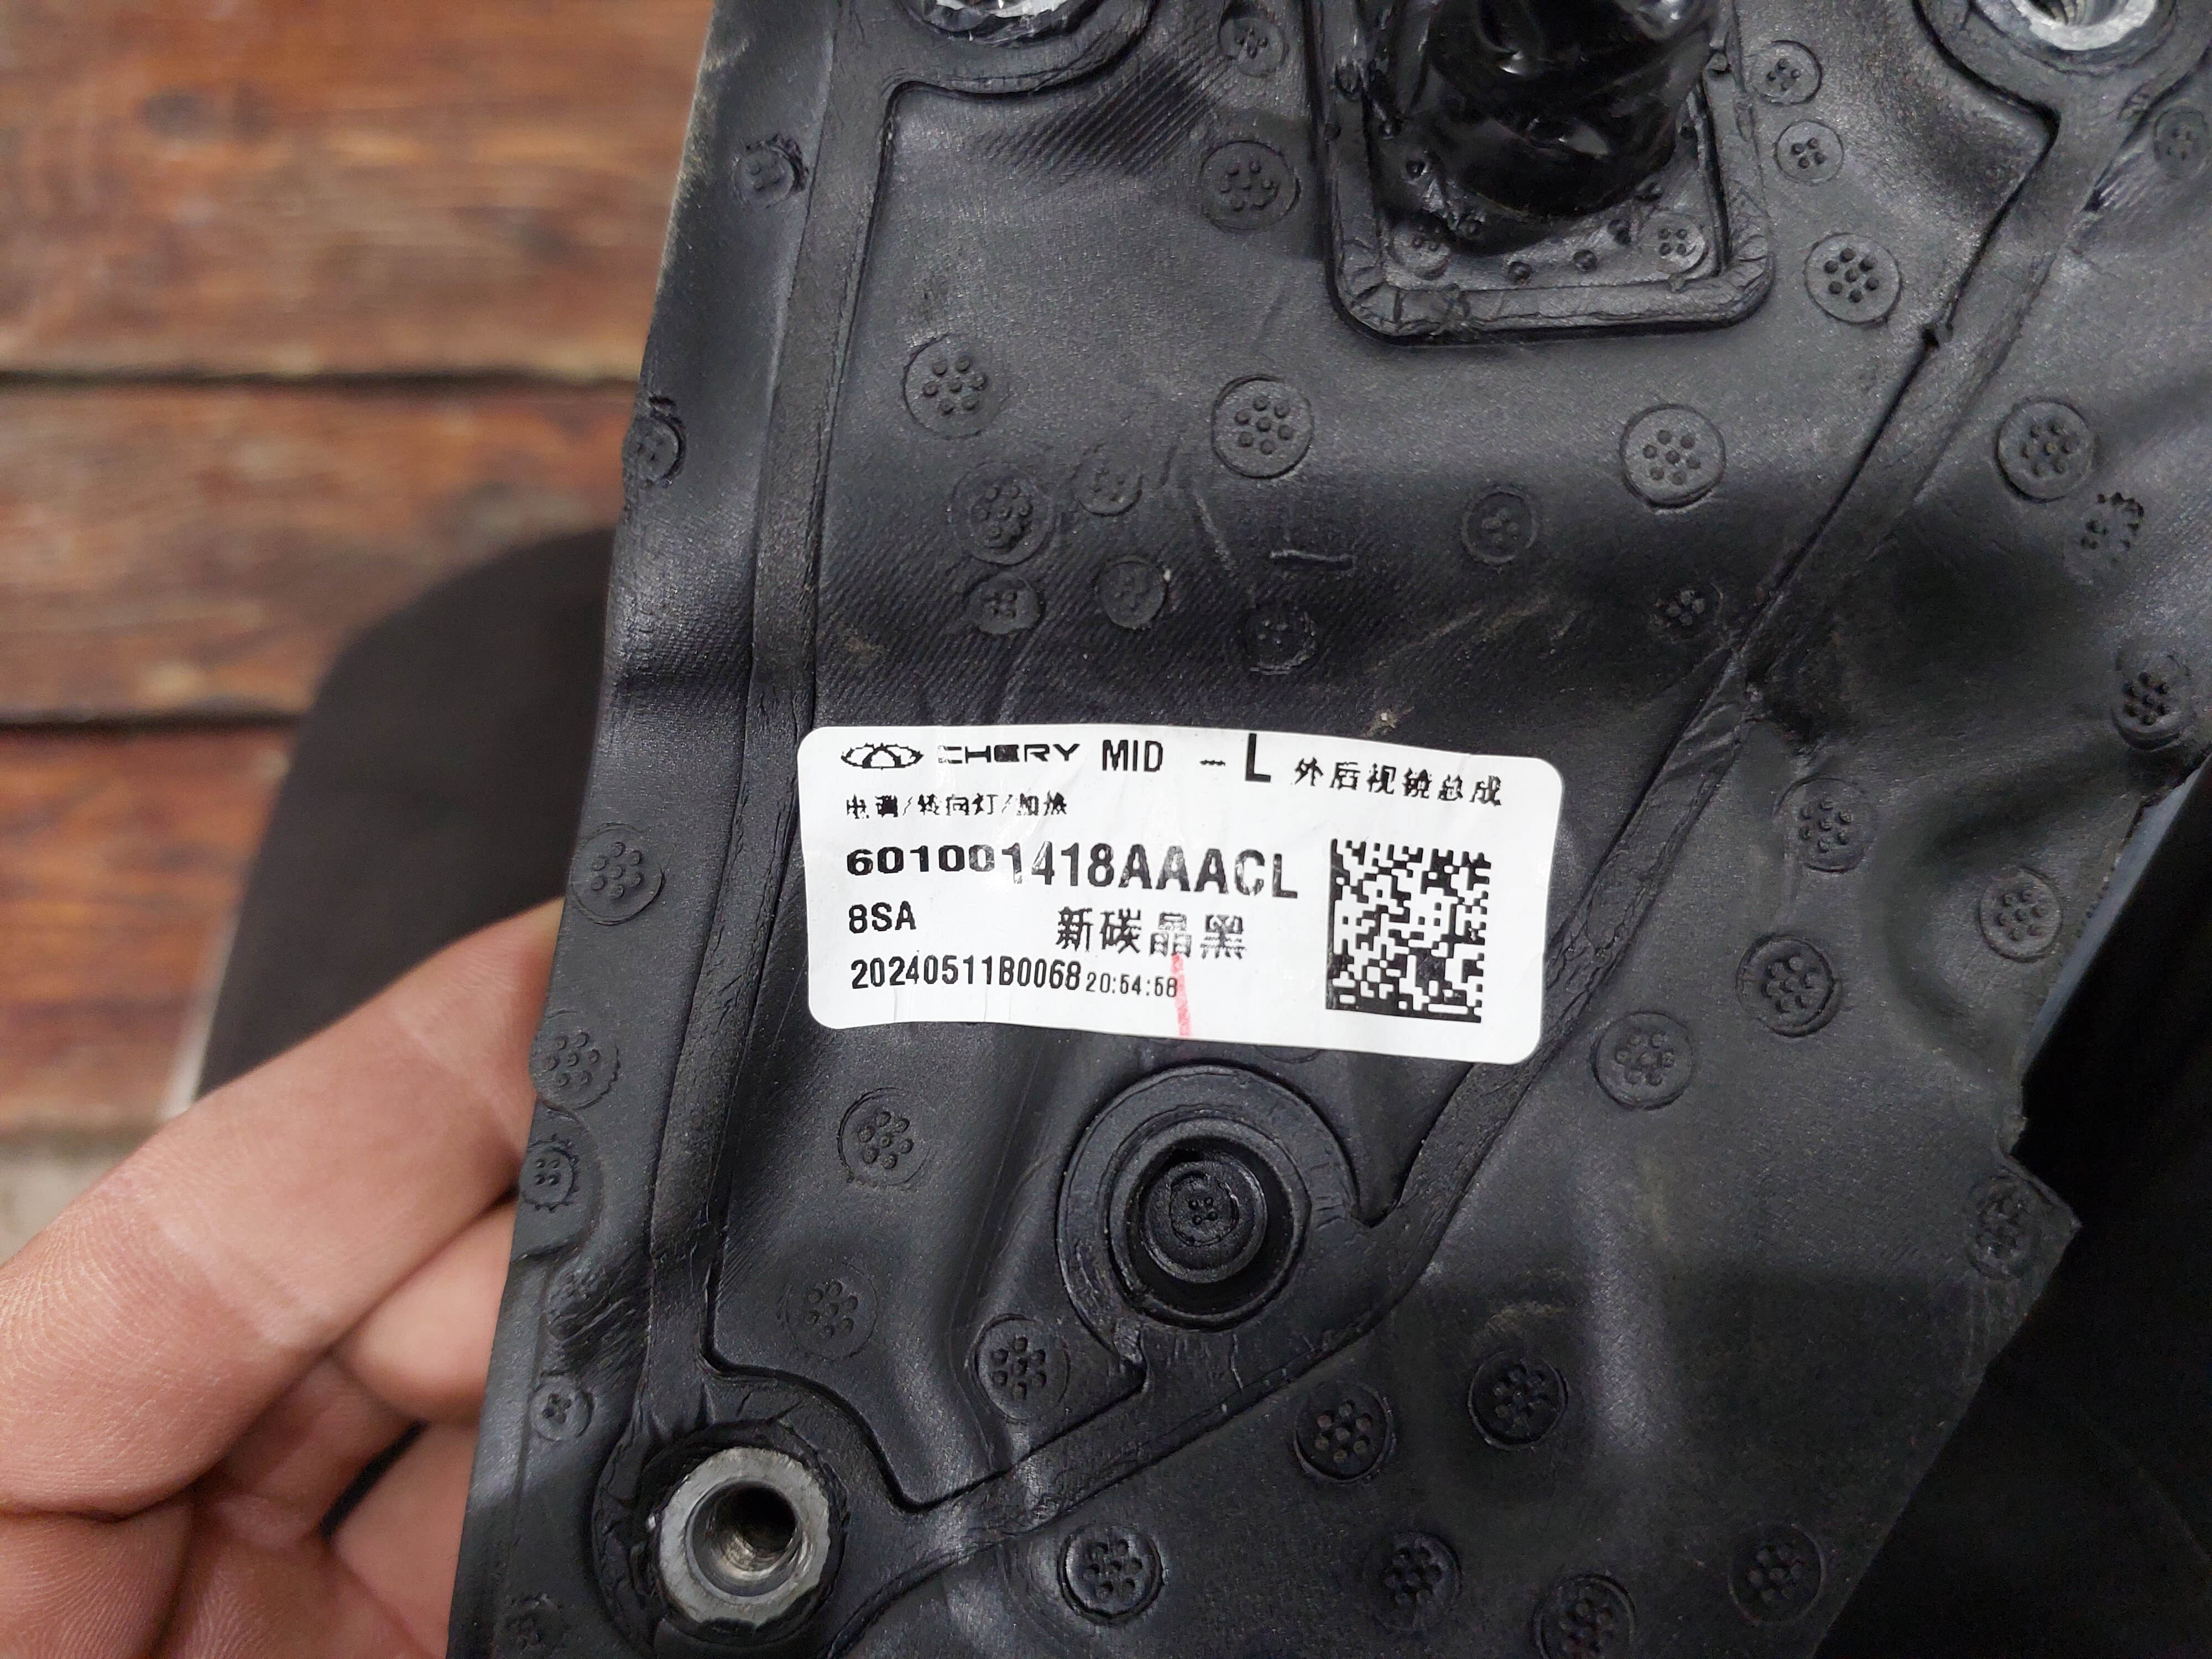 CHERY MID - L 外后视镜总成
电调/转向灯/加热
601001418AAACL
8SA 新碳晶黑
20240511B0068 20:54:58